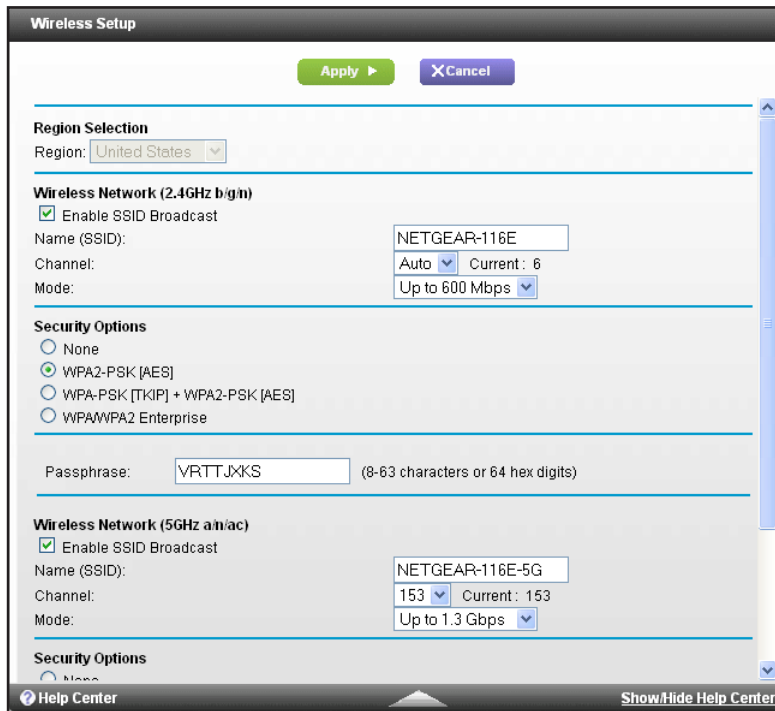 Wireless Setup
Apply
Cancel
Region Selection
Region: United States
Wireless Network (2.4GHz b/g/n)
Enable SSID Broadcast
Name (SSID): NETGEAR-116E
Channel: Auto Current : 6
Mode: Up to 600 Mbps
Security Options
None
WPA2-PSK [AES]
WPA-PSK [TKIP] + WPA2-PSK [AES]
WPA/WPA2 Enterprise
Passphrase: VRTTJXKS (8-63 characters or 64 hex digits)
Wireless Network (5GHz a/n/ac)
Enable SSID Broadcast
Name (SSID): NETGEAR-116E-5G
Channel: 153 Current : 153
Mode: Up to 1.3 Gbps
Security Options
None
Help Center Show/Hide Help Center